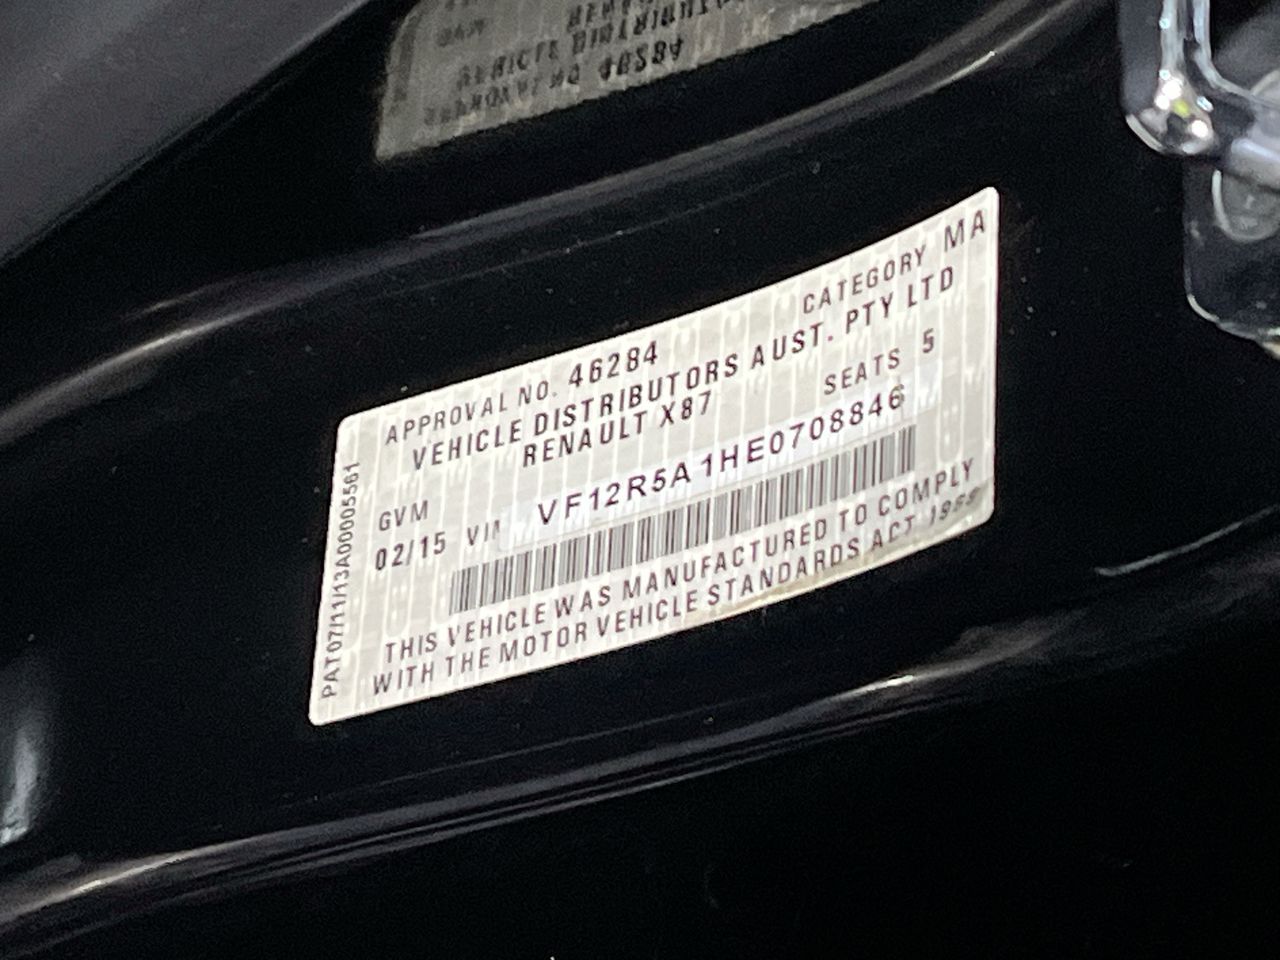 APPROVAL NO. 46284 CATEGORY MA
VEHICLE DISTRIBUTORS AUST. PTY LTD
RENAULT X87 SEATS 5
GVM
02/15 VIN VF12R5A1HE0708846
THIS VEHICLE WAS MANUFACTURED TO COMPLY
WITH THE MOTOR VEHICLE STANDARDS ACT 1989
PAT07/11/13A00005561